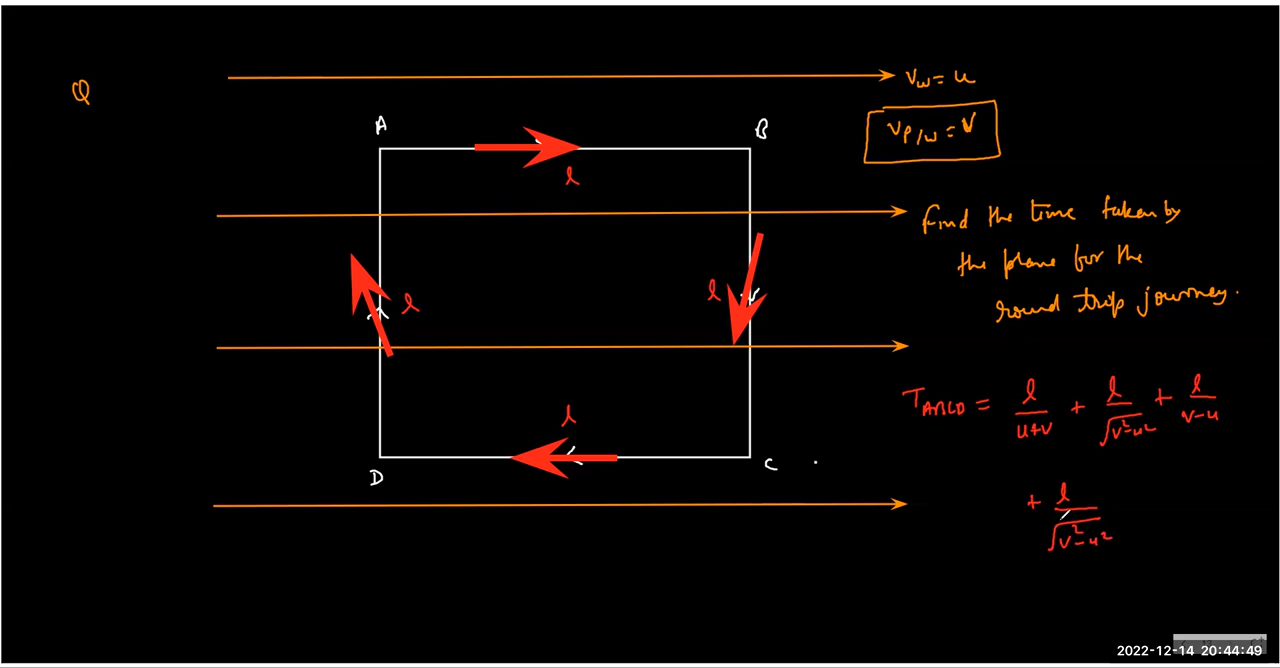 Q
V_w = u
V_P/w = V
A
B
l
Find the time taken by
the plane for the
round trip journey.
l
l
T_ABCD = l/(u+v) + l/√(v²-u²) + l/(v-u)
l
D
C .
+ l/√(v²-u²)
2022-12-14 20:44:49